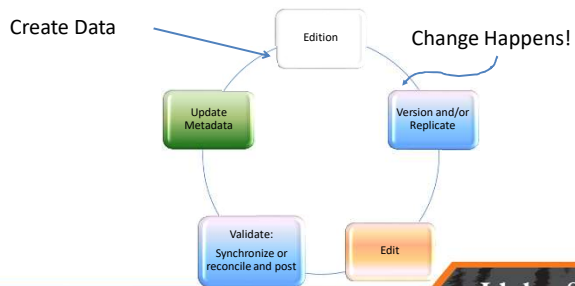 Create Data
Edition
Change Happens!
Update
Metadata
Version and/or
Replicate
Validate:
Synchronize or
reconcile and post
Edit